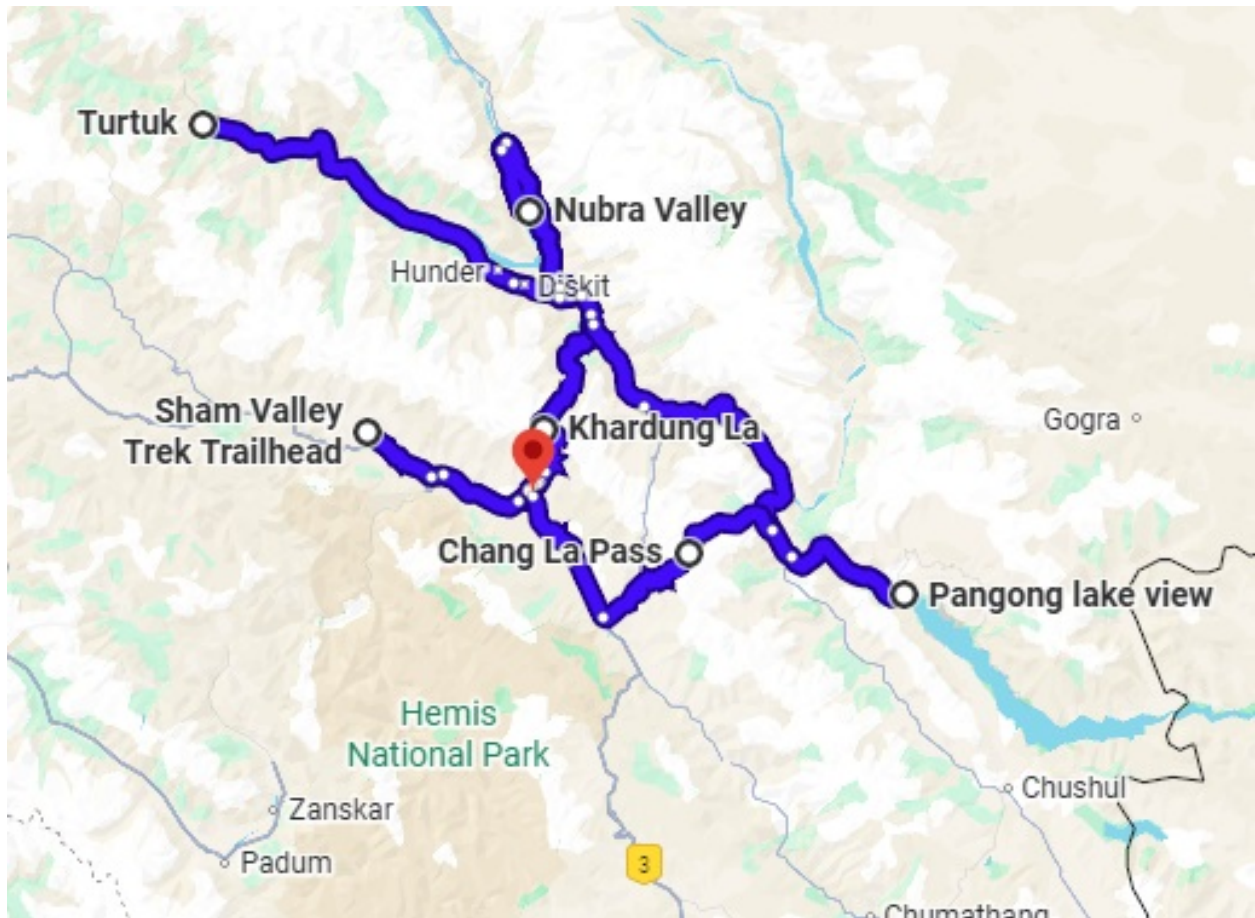 Turtuk
Nubra Valley
Hunder
Diskit
Sham Valley
Trek Trailhead
Khardung La
Gogra
Chang La Pass
Pangong lake view
Hemis
National Park
Chushul
Zanskar
Padum
3
Chumathang